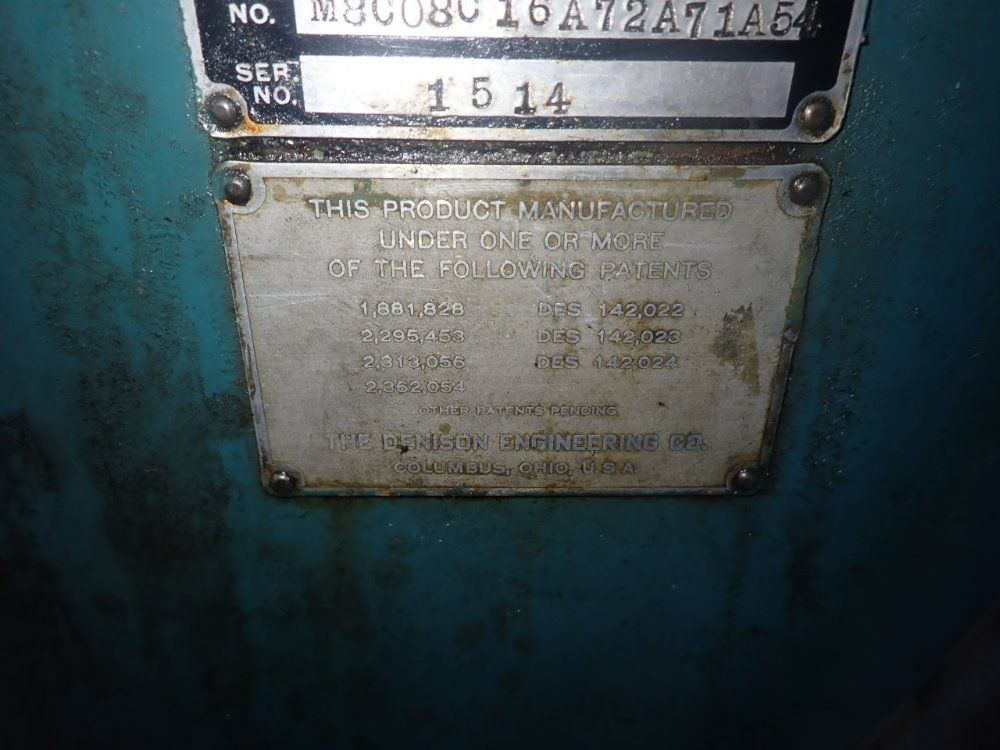 NO. M8C08C16A72A71A54
SER.
NO. 1514
THIS PRODUCT MANUFACTURED
UNDER ONE OR MORE
OF THE FOLLOWING PATENTS
1,881,828 DES 142,022
2,295,453 DES 142,023
2,313,056 DES 142,024
2,362,054
OTHER PATENTS PENDING
THE DENISON ENGINEERING CO.
COLUMBUS, OHIO, U.S.A.